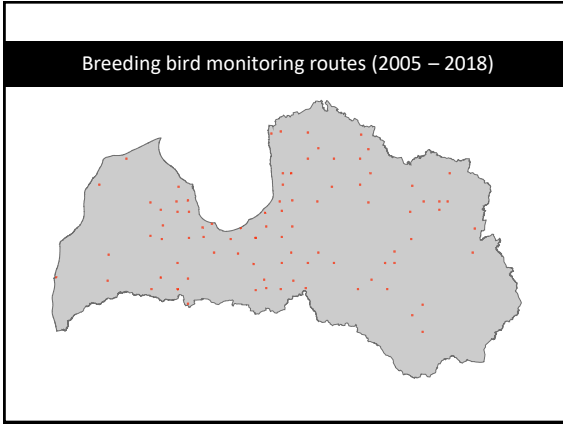 Breeding bird monitoring routes (2005 – 2018)